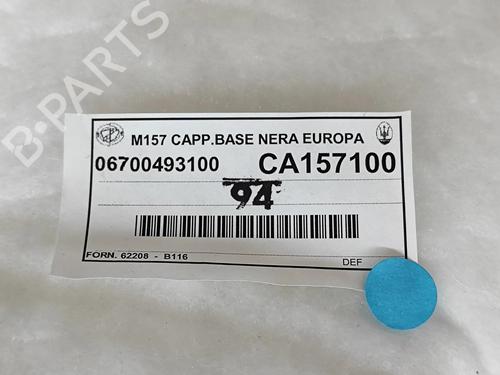 B-PARTS
M157 CAPP.BASE NERA EUROPA
06700493100 CA157100
94
FORN. 62208 - B116
DEF